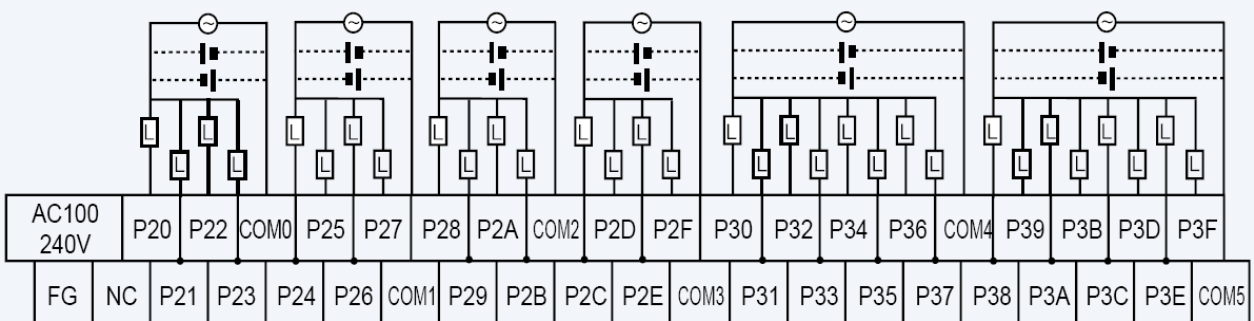 L L L L L L L L L L L L L L L L L L L L L L L L L L L L L L L L
AC100
240V
P20 P22 COM0 P25 P27 P28 P2A COM2 P2D P2F P30 P32 P34 P36 COM4 P39 P3B P3D P3F
FG NC P21 P23 P24 P26 COM1 P29 P2B P2C P2E COM3 P31 P33 P35 P37 P38 P3A P3C P3E COM5